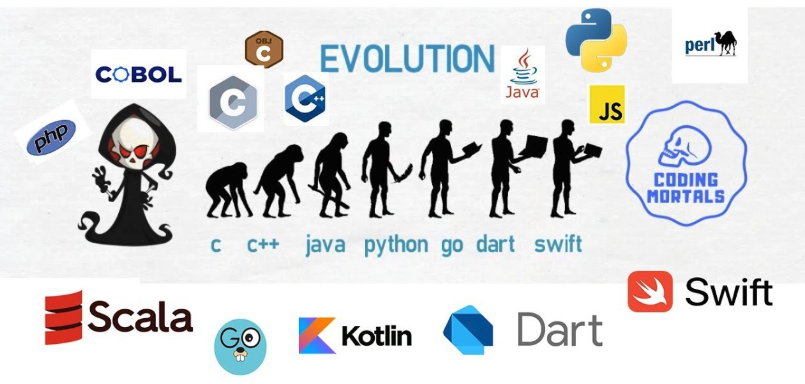 OBJ
C
EVOLUTION
COBOL
C
C++
Java
perl
JS
php
CODING
MORTALS
c c++ java python go dart swift
Swift
Scala
GO
Kotlin
Dart